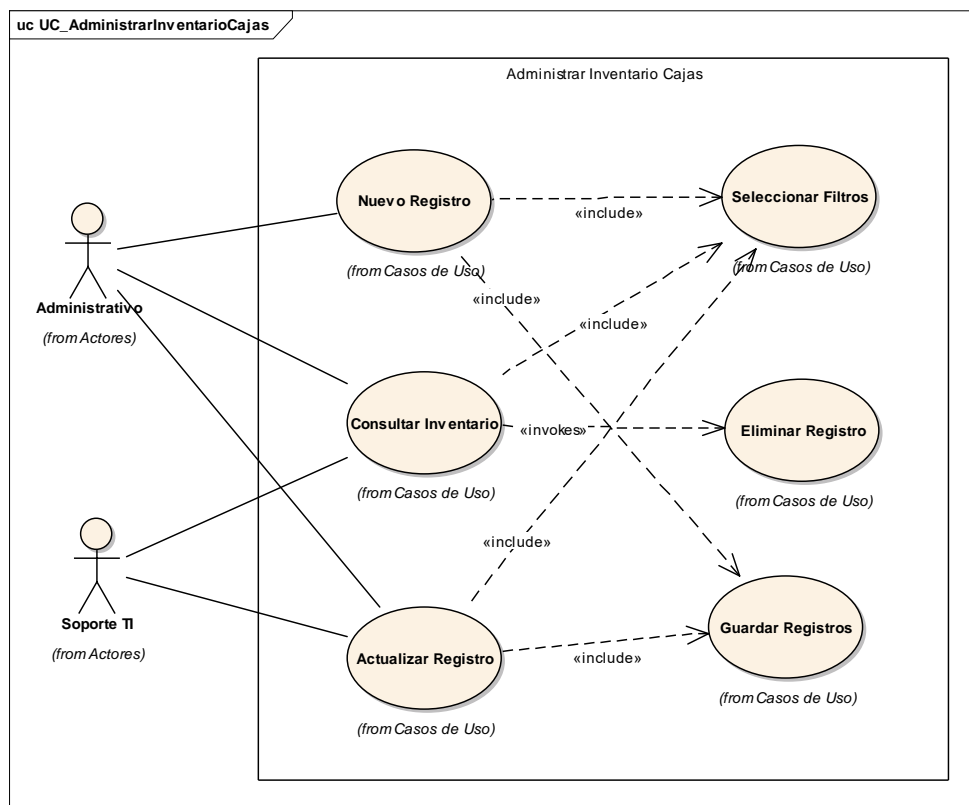 uc UC_AdministrarInventarioCajas
Administrar Inventario Cajas
Nuevo Registro
(from Casos de Uso)
«include»
Seleccionar Filtros
(from Casos de Uso)
Administrativo
(from Actores)
«include»
«include»
Consultar Inventario
(from Casos de Uso)
«invokes»
Eliminar Registro
(from Casos de Uso)
«include»
Soporte TI
(from Actores)
Actualizar Registro
(from Casos de Uso)
«include»
Guardar Registros
(from Casos de Uso)